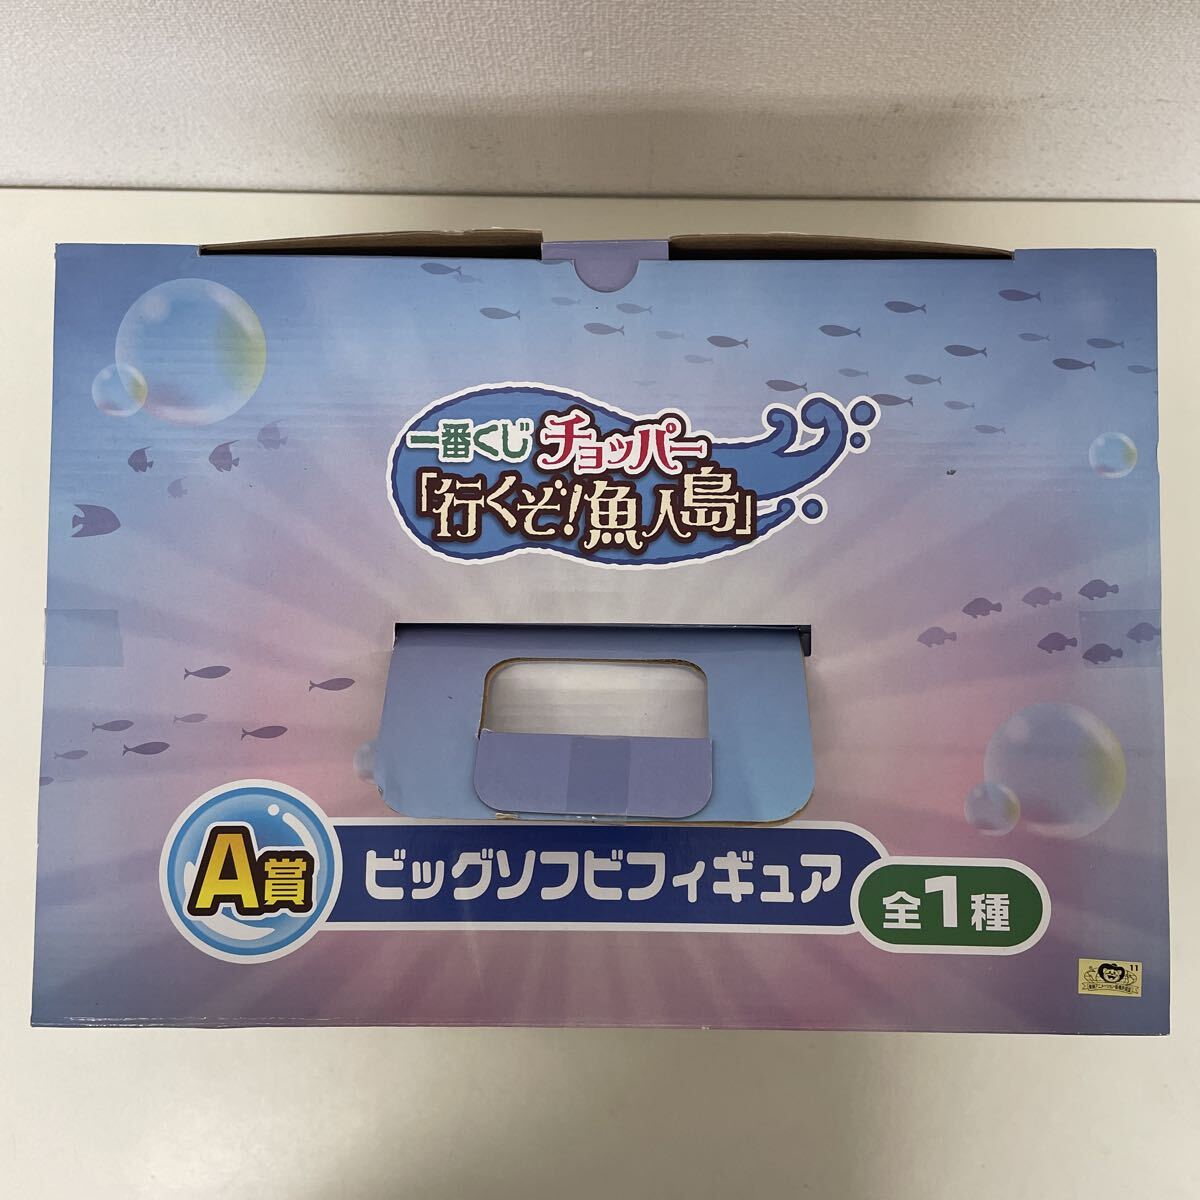 一番くじ チョッパー
「行くぞ!魚人島」
A賞 ビッグソフビフィギュア 全1種
11